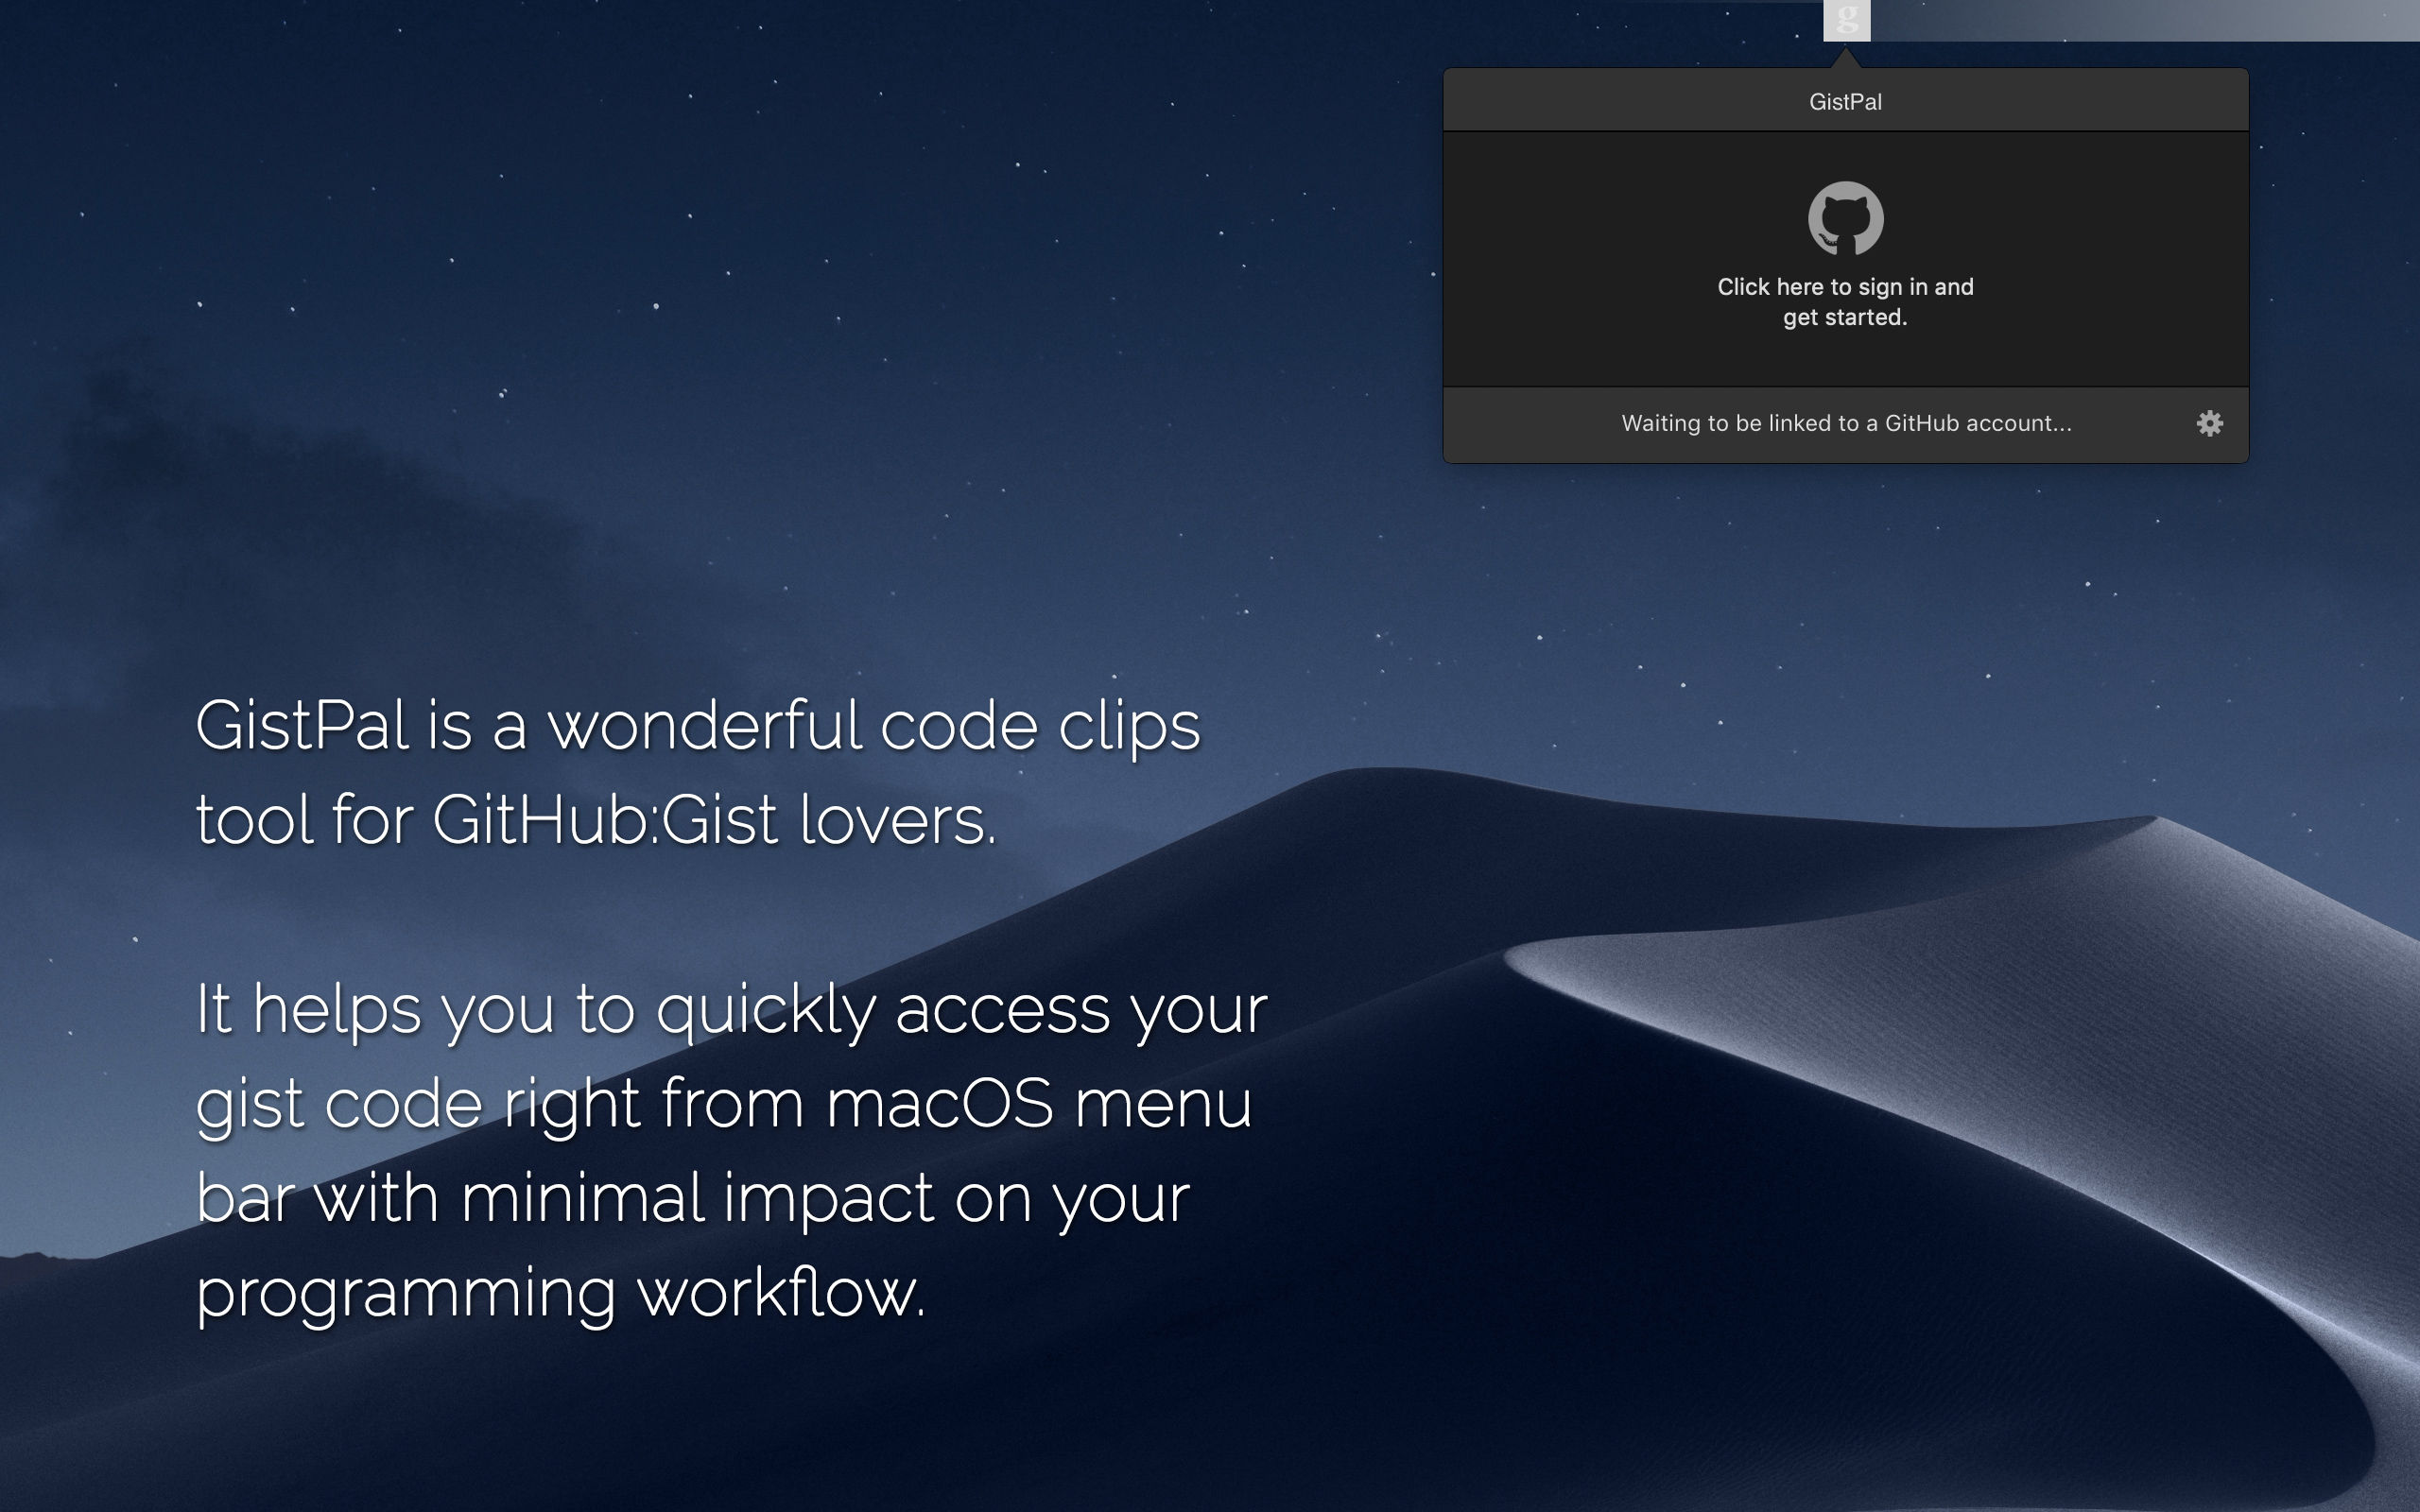 g
GistPal
Click here to sign in and
get started.
Waiting to be linked to a GitHub account...
GistPal is a wonderful code clips
tool for GitHub:Gist lovers.
It helps you to quickly access your
gist code right from macOS menu
bar with minimal impact on your
programming workflow.